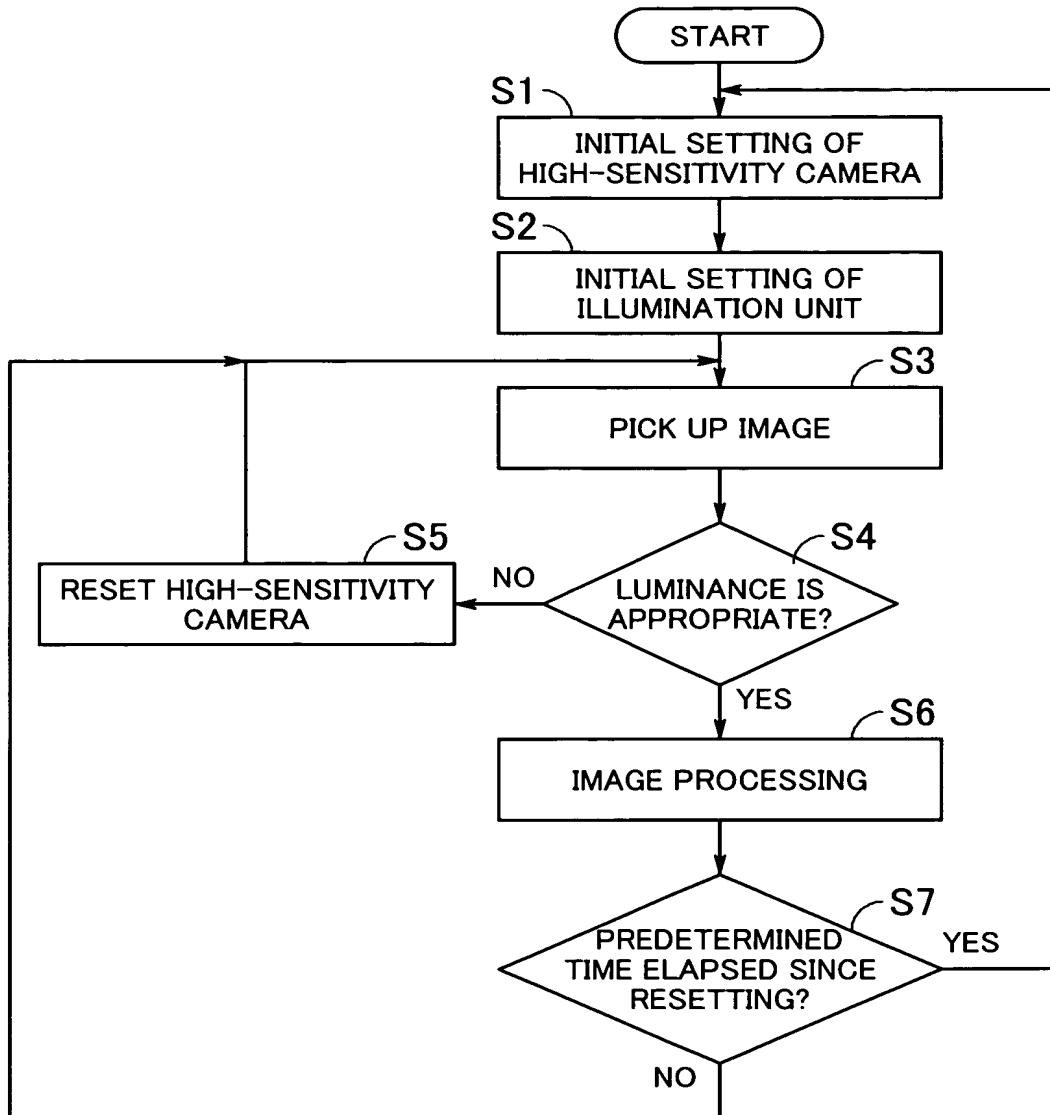 START
S1
INITIAL SETTING OF
HIGH-SENSITIVITY CAMERA
S2
INITIAL SETTING OF
ILLUMINATION UNIT
S3
PICK UP IMAGE
S4
LUMINANCE IS
APPROPRIATE?
NO
S5
RESET HIGH-SENSITIVITY
CAMERA
YES
S6
IMAGE PROCESSING
S7
PREDETERMINED
TIME ELAPSED SINCE
RESETTING?
YES
NO